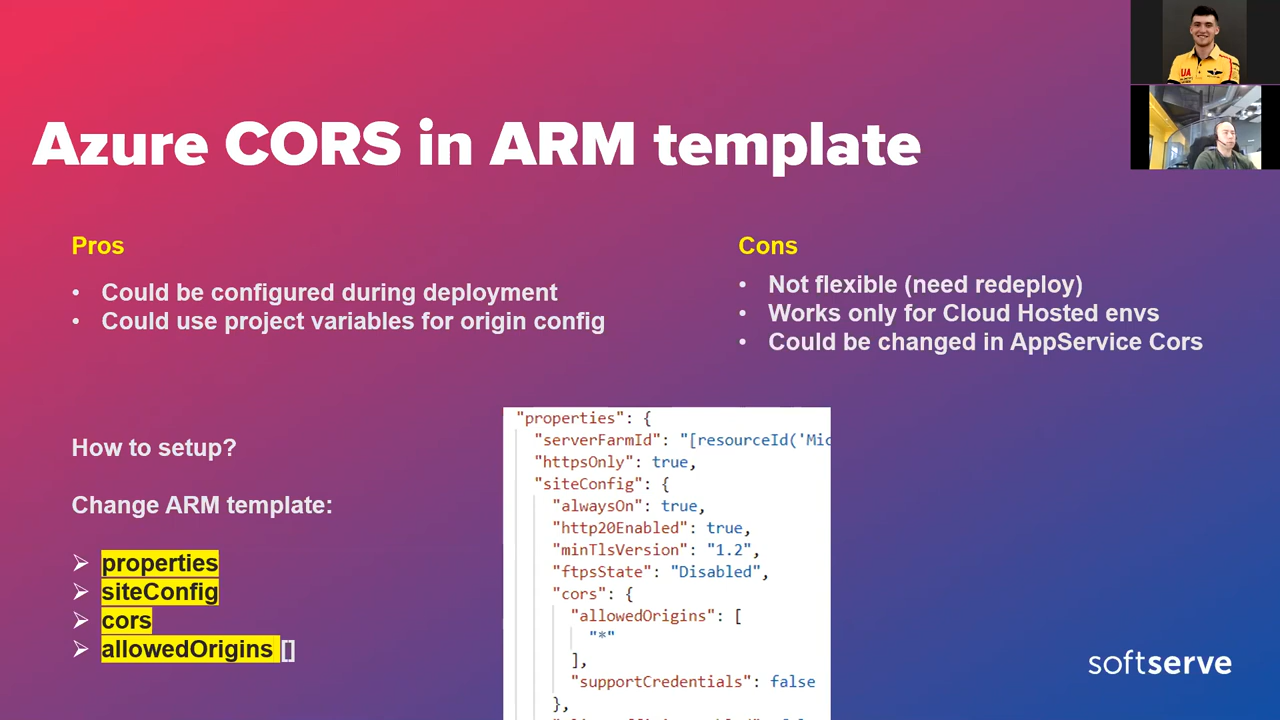 Azure CORS in ARM template
Pros
• Could be configured during deployment
• Could use project variables for origin config
Cons
• Not flexible (need redeploy)
• Works only for Cloud Hosted envs
• Could be changed in AppService Cors
How to setup?
Change ARM template:
➢ properties
➢ siteConfig
➢ cors
➢ allowedOrigins []
"properties": {
"serverFarmId": "[resourceId('Mic
"httpsOnly": true,
"siteConfig": {
"alwaysOn": true,
"http20Enabled": true,
"minTlsVersion": "1.2",
"ftpsState": "Disabled",
"cors": {
"allowedOrigins": [
"*"
],
"supportCredentials": false
},
softserve
UA